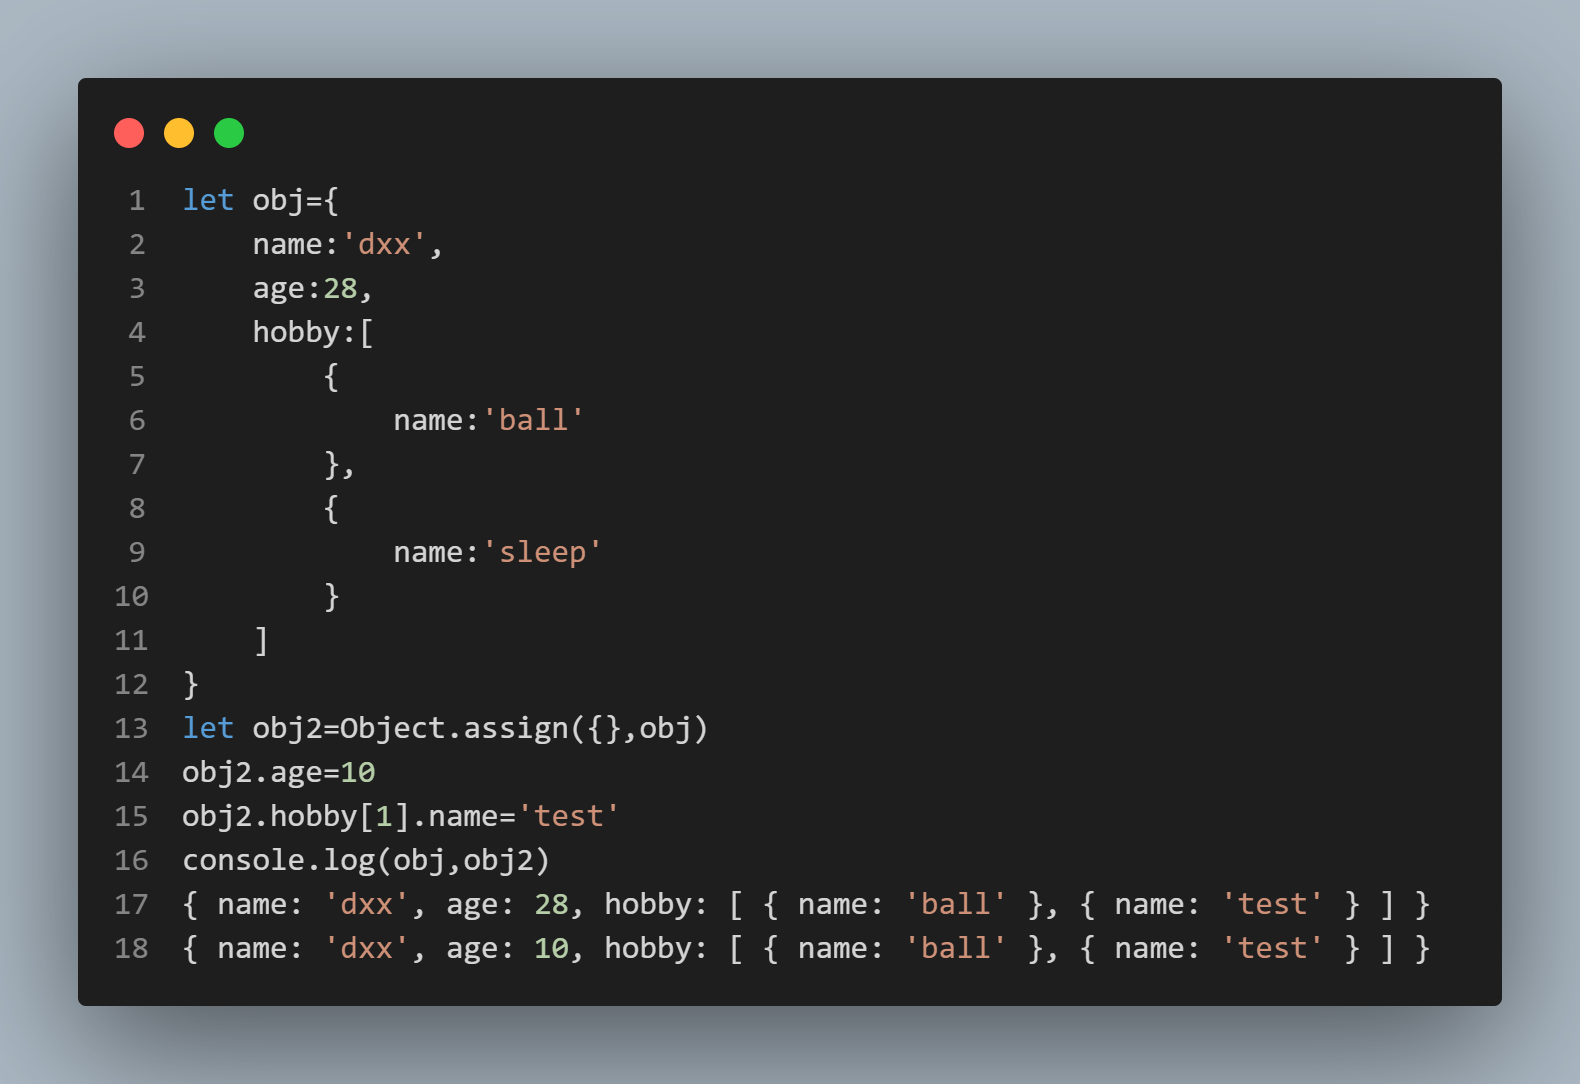 1 let obj={
2     name:'dxx',
3     age:28,
4     hobby:[
5         {
6             name:'ball'
7         },
8         {
9             name:'sleep'
10         }
11     ]
12 }
13 let obj2=Object.assign({},obj)
14 obj2.age=10
15 obj2.hobby[1].name='test'
16 console.log(obj,obj2)
17 { name: 'dxx', age: 28, hobby: [ { name: 'ball' }, { name: 'test' } ] }
18 { name: 'dxx', age: 10, hobby: [ { name: 'ball' }, { name: 'test' } ] }